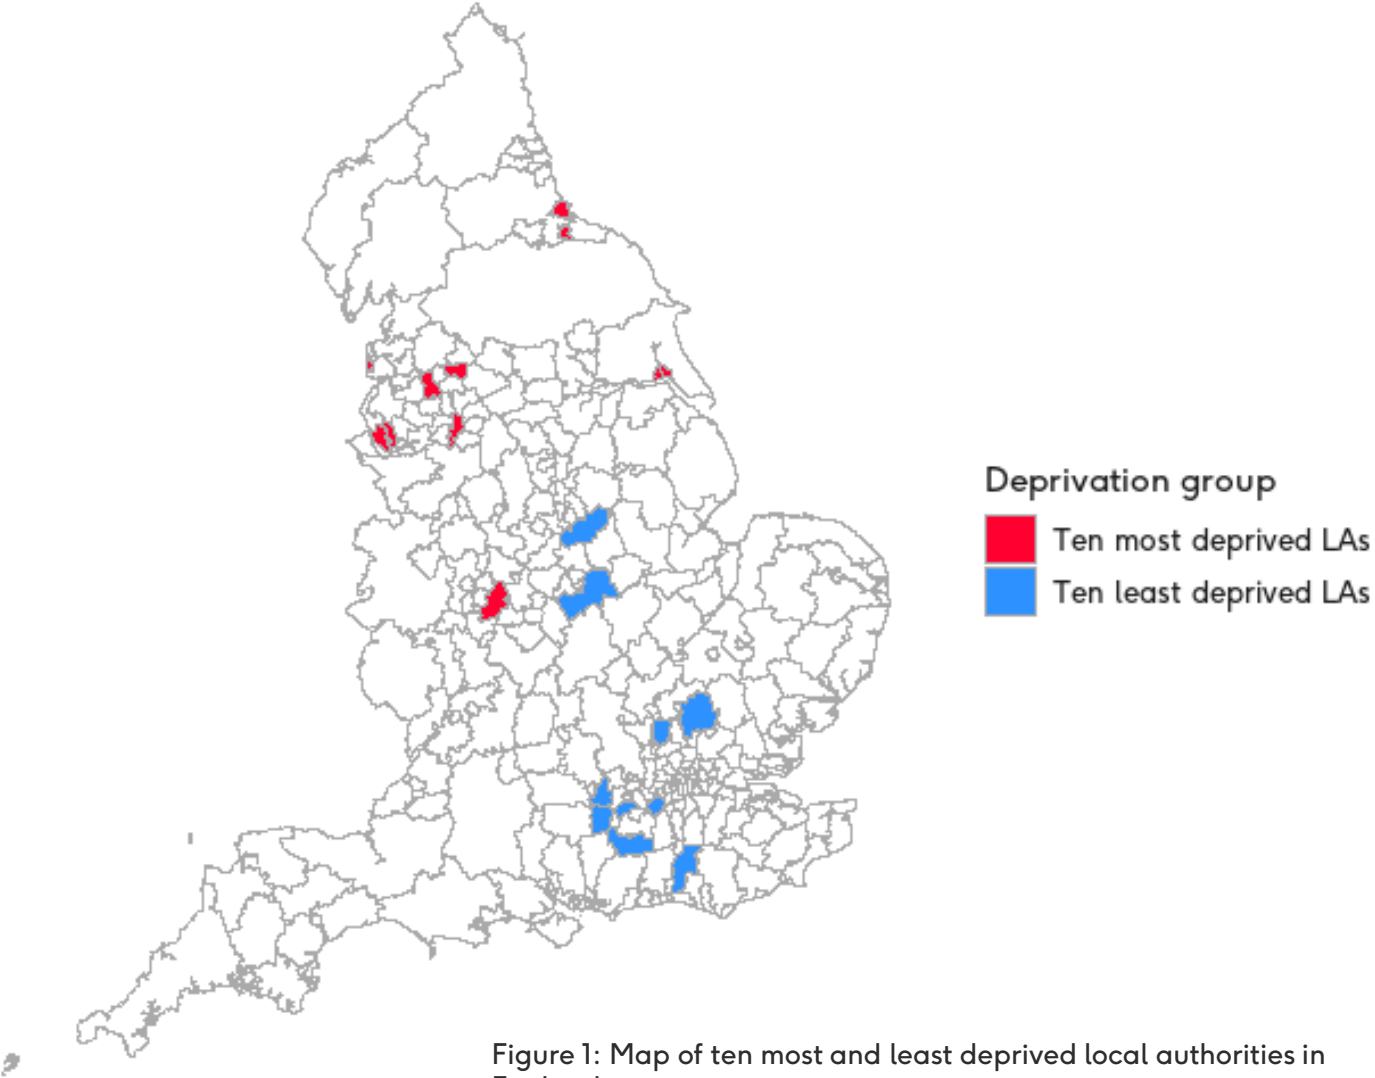 Deprivation group
Ten most deprived LAs
Ten least deprived LAs
Figure 1: Map of ten most and least deprived local authorities in